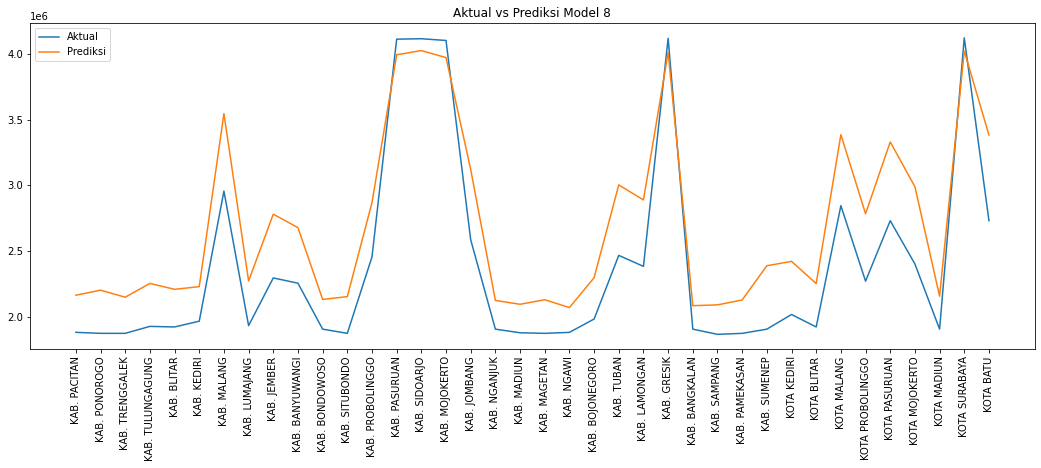 Aktual vs Prediksi Model 8
1e6
Aktual
Prediksi
4.0
3.5
3.0
2.5
2.0
KAB. PACITAN
KAB. PONOROGO
KAB. TRENGGALEK
KAB. TULUNGAGUNG
KAB. BLITAR
KAB. KEDIRI
KAB. MALANG
KAB. LUMAJANG
KAB. JEMBER
KAB. BANYUWANGI
KAB. BONDOWOSO
KAB. SITUBONDO
KAB. PROBOLINGGO
KAB. PASURUAN
KAB. SIDOARJO
KAB. MOJOKERTO
KAB. JOMBANG
KAB. NGANJUK
KAB. MADIUN
KAB. MAGETAN
KAB. NGAWI
KAB. BOJONEGORO
KAB. TUBAN
KAB. LAMONGAN
KAB. GRESIK
KAB. BANGKALAN
KAB. SAMPANG
KAB. PAMEKASAN
KAB. SUMENEP
KOTA KEDIRI
KOTA BLITAR
KOTA MALANG
KOTA PROBOLINGGO
KOTA PASURUAN
KOTA MOJOKERTO
KOTA MADIUN
KOTA SURABAYA
KOTA BATU